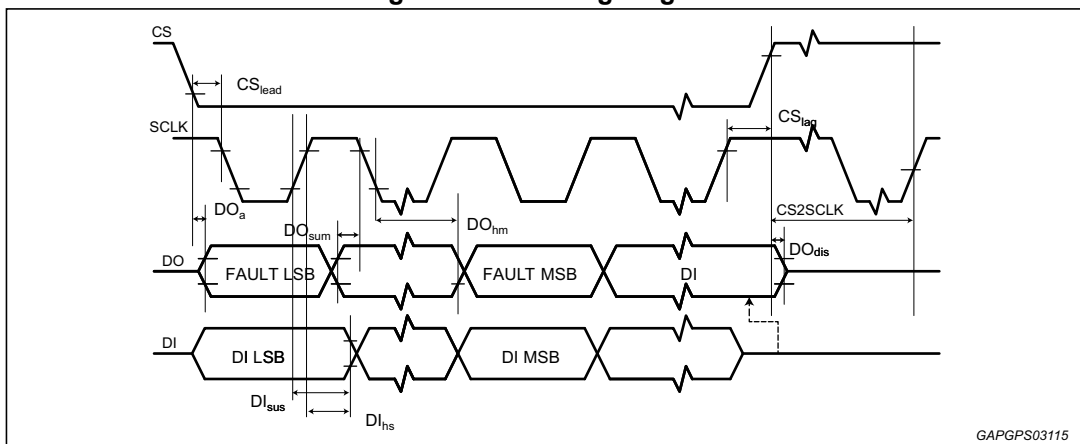 CS
CSlead
SCLK
CSlag
DOa
DOsum
DOhm
CS2SCLK
DOdis
DO
FAULT LSB
FAULT MSB
DI
DI
DI LSB
DI MSB
DIsus
DIhs
GAPGPS03115